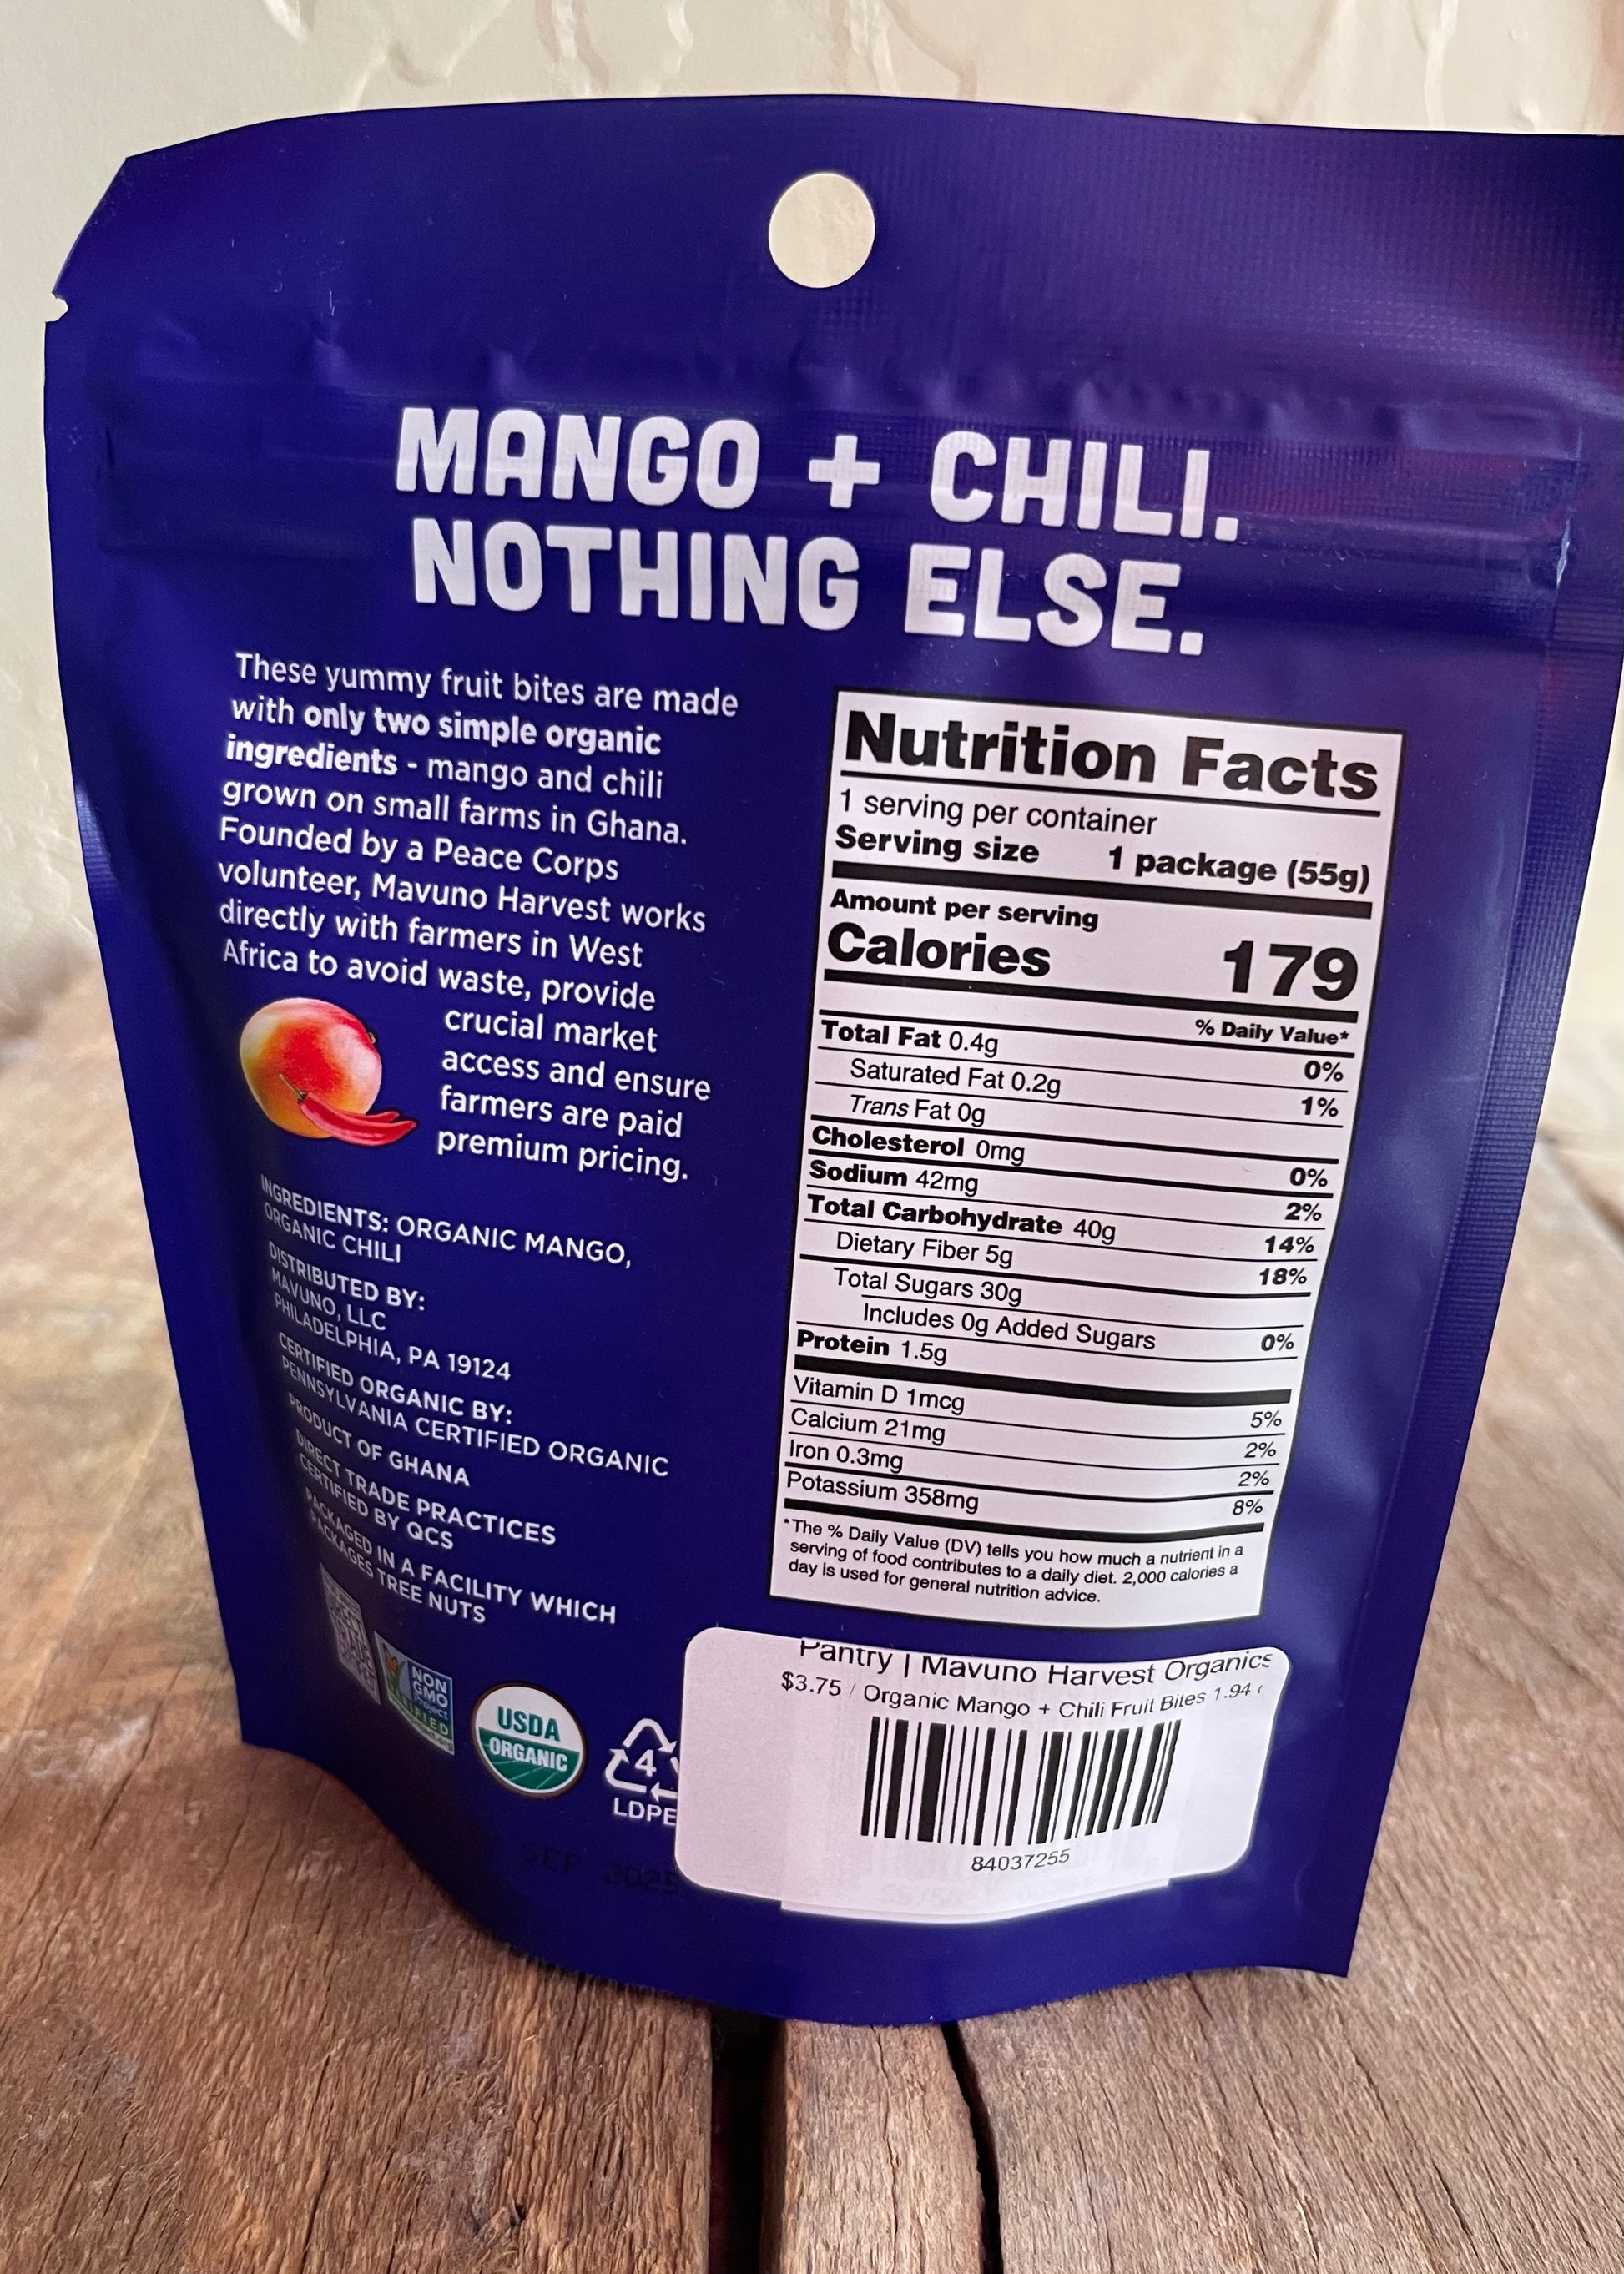 MANGO + CHILI.
NOTHING ELSE.
These yummy fruit bites are made
with only two simple organic
ingredients - mango and chili
grown on small farms in Ghana.
Founded by a Peace Corps
volunteer, Mavuno Harvest works
directly with farmers in West
Africa to avoid waste, provide
crucial market
access and ensure
farmers are paid
premium pricing.
INGREDIENTS: ORGANIC MANGO,
ORGANIC CHILI
DISTRIBUTED BY:
MAVUNO, LLC
PHILADELPHIA, PA 19124
CERTIFIED ORGANIC BY:
PENNSYLVANIA CERTIFIED ORGANIC
PRODUCT OF GHANA
DIRECT TRADE PRACTICES
CERTIFIED BY QCS
PACKAGED IN A FACILITY WHICH
PACKAGES TREE NUTS
NON
GMO
Project
VERIFIED
USDA
ORGANIC
4
LDPE
SEP 2025
Nutrition Facts
1 serving per container
Serving size 1 package (55g)
Amount per serving
Calories 179
% Daily Value*
Total Fat 0.4g 0%
Saturated Fat 0.2g 1%
Trans Fat 0g
Cholesterol 0mg 0%
Sodium 42mg 2%
Total Carbohydrate 40g 14%
Dietary Fiber 5g 18%
Total Sugars 30g
Includes 0g Added Sugars 0%
Protein 1.5g
Vitamin D 1mcg 5%
Calcium 21mg 2%
Iron 0.3mg 2%
Potassium 358mg 8%
*The % Daily Value (DV) tells you how much a nutrient in a
serving of food contributes to a daily diet. 2,000 calories a
day is used for general nutrition advice.
Pantry | Mavuno Harvest Organics
$3.75 / Organic Mango + Chili Fruit Bites 1.94
84037255